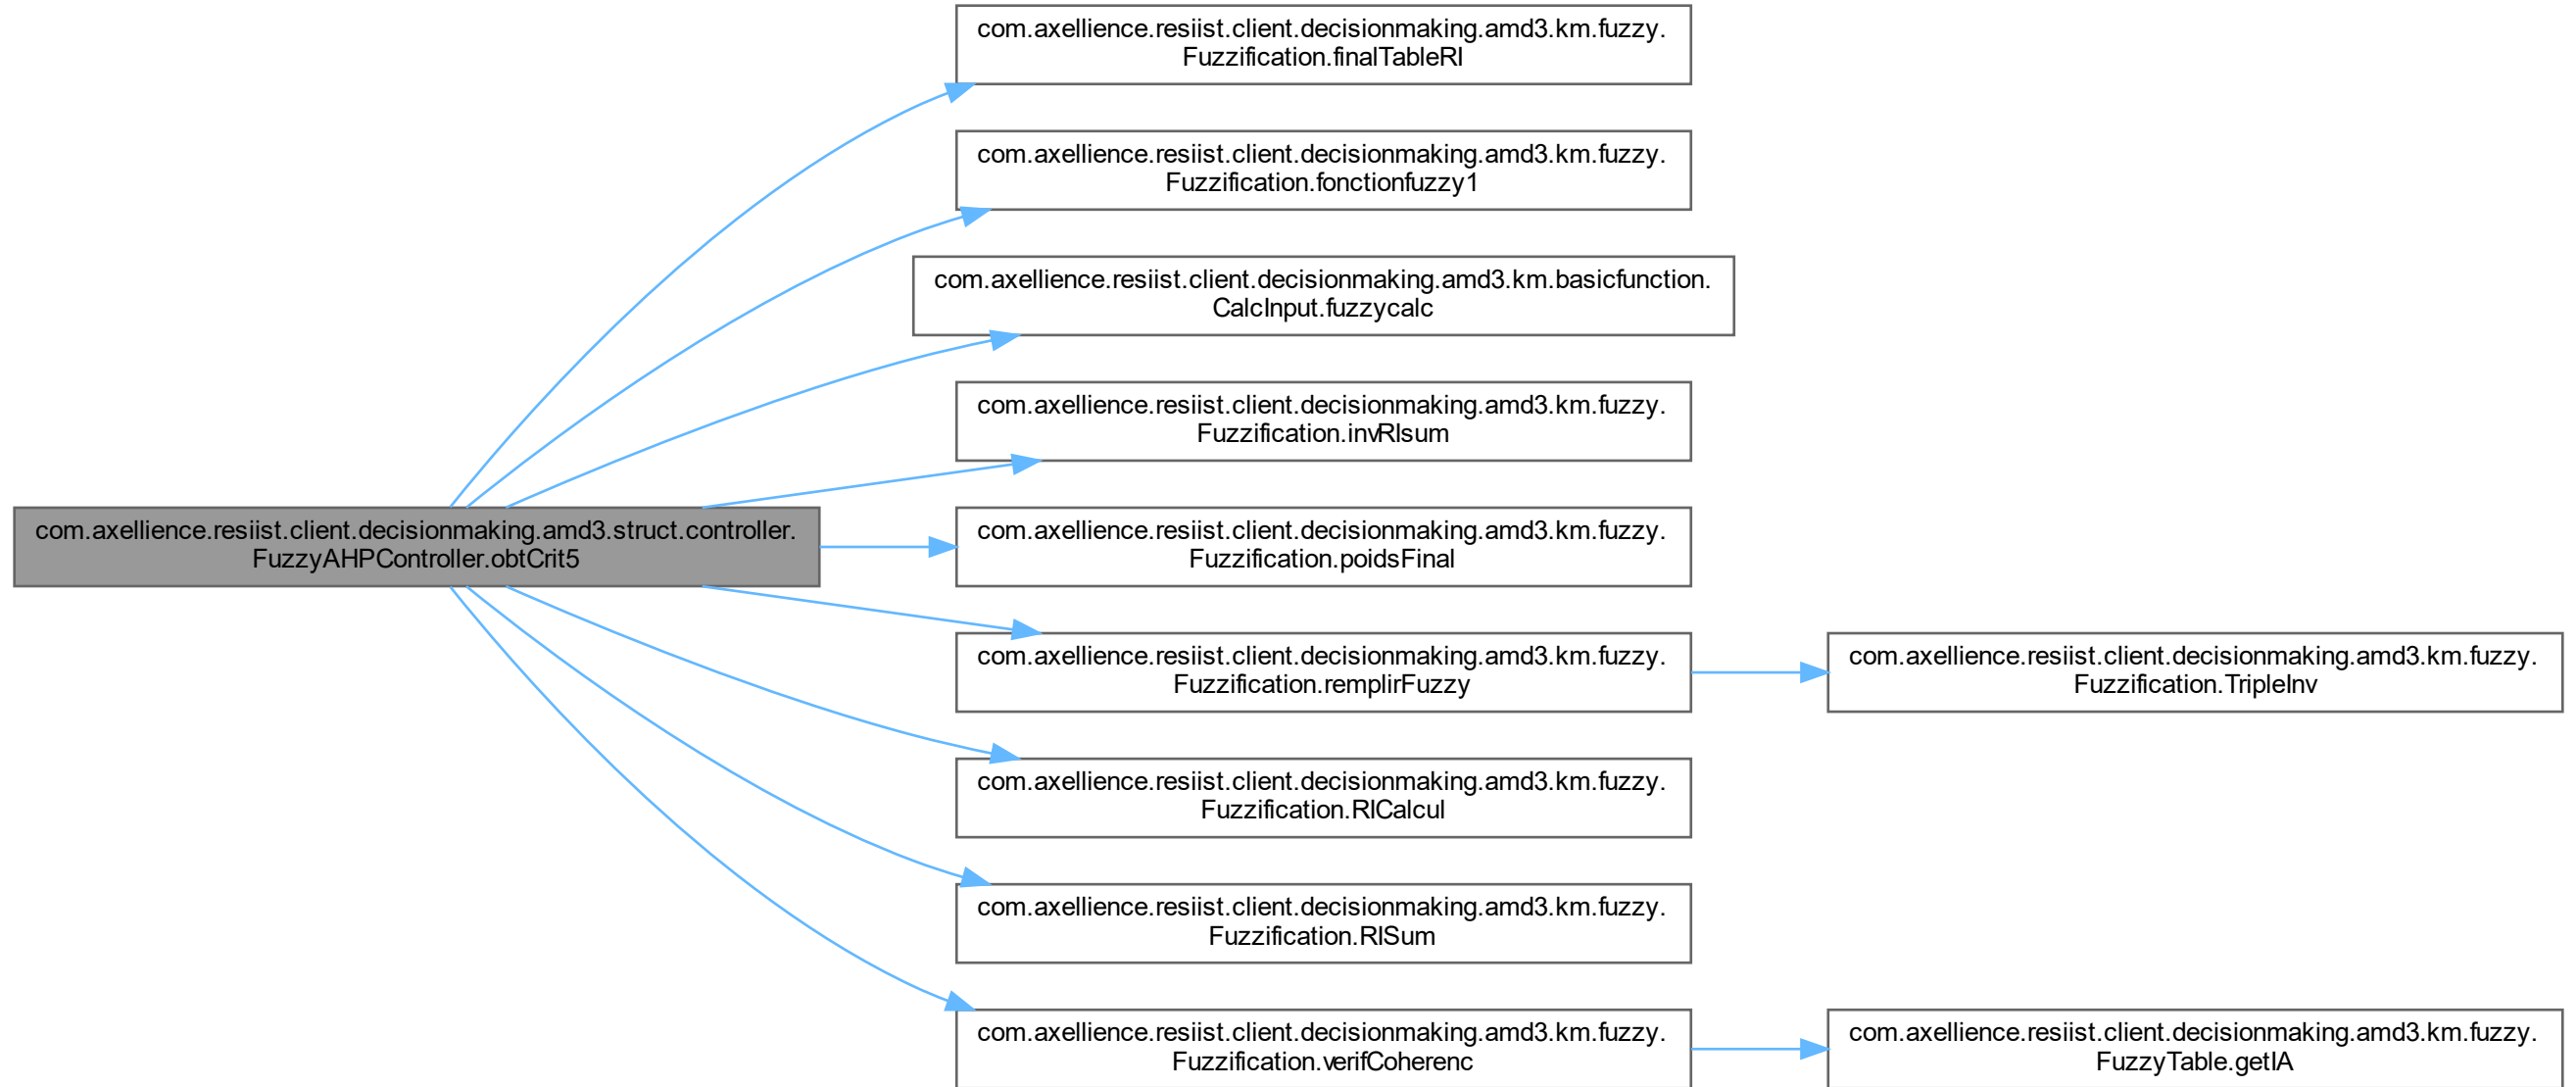 com.axellience.resiist.client.decisionmaking.amd3.km.fuzzy.
Fuzzification.finalTableRI
com.axellience.resiist.client.decisionmaking.amd3.km.fuzzy.
Fuzzification.fonctionfuzzy1
com.axellience.resiist.client.decisionmaking.amd3.km.basicfunction.
CalcInput.fuzzycalc
com.axellience.resiist.client.decisionmaking.amd3.km.fuzzy.
Fuzzification.invRIsum
com.axellience.resiist.client.decisionmaking.amd3.struct.controller.
FuzzyAHPController.obtCrit5
com.axellience.resiist.client.decisionmaking.amd3.km.fuzzy.
Fuzzification.poidsFinal
com.axellience.resiist.client.decisionmaking.amd3.km.fuzzy.
Fuzzification.remplirFuzzy
com.axellience.resiist.client.decisionmaking.amd3.km.fuzzy.
Fuzzification.TripleInv
com.axellience.resiist.client.decisionmaking.amd3.km.fuzzy.
Fuzzification.RICalcul
com.axellience.resiist.client.decisionmaking.amd3.km.fuzzy.
Fuzzification.RISum
com.axellience.resiist.client.decisionmaking.amd3.km.fuzzy.
Fuzzification.verifCoherenc
com.axellience.resiist.client.decisionmaking.amd3.km.fuzzy.
FuzzyTable.getIA